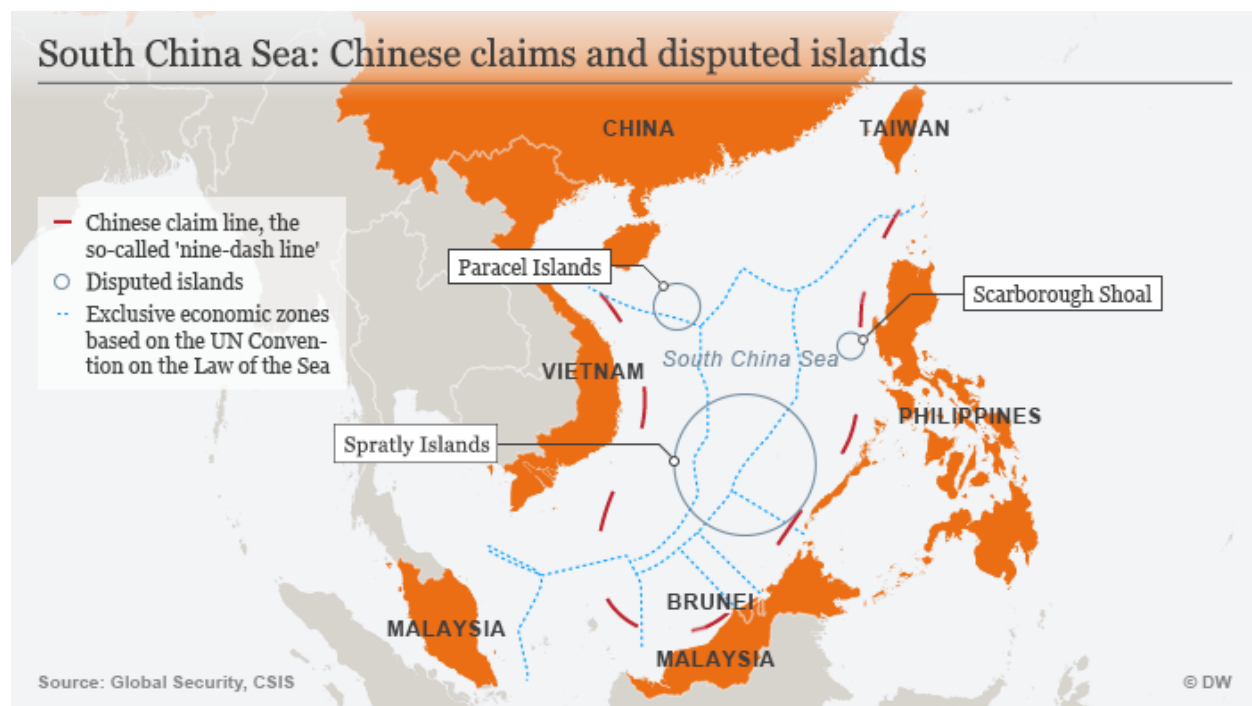 South China Sea: Chinese claims and disputed islands
CHINA
TAIWAN
Chinese claim line, the
so-called 'nine-dash line'
Disputed islands
Exclusive economic zones
based on the UN Conven-
tion on the Law of the Sea
Paracel Islands
Scarborough Shoal
South China Sea
VIETNAM
PHILIPPINES
Spratly Islands
BRUNEI
MALAYSIA
MALAYSIA
Source: Global Security, CSIS
© DW